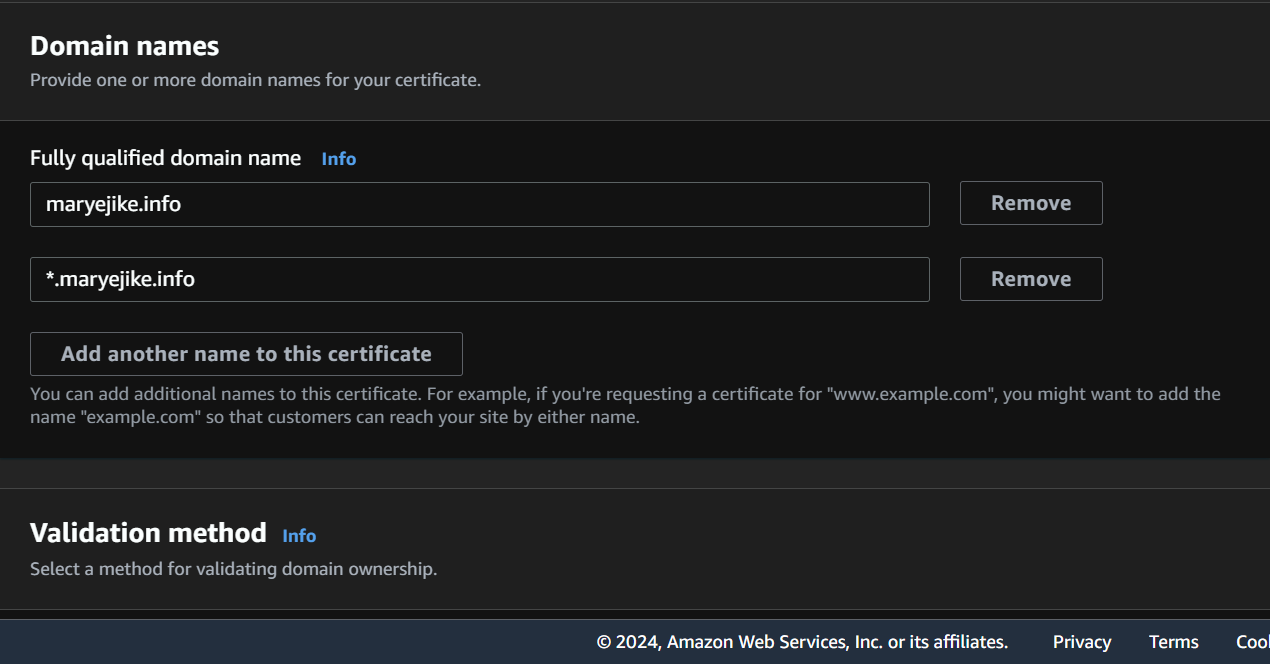 Domain names
Provide one or more domain names for your certificate.
Fully qualified domain name Info
maryejike.info Remove
*.maryejike.info Remove
Add another name to this certificate
You can add additional names to this certificate. For example, if you're requesting a certificate for "www.example.com", you might want to add the
name "example.com" so that customers can reach your site by either name.
Validation method Info
Select a method for validating domain ownership.
© 2024, Amazon Web Services, Inc. or its affiliates. Privacy Terms